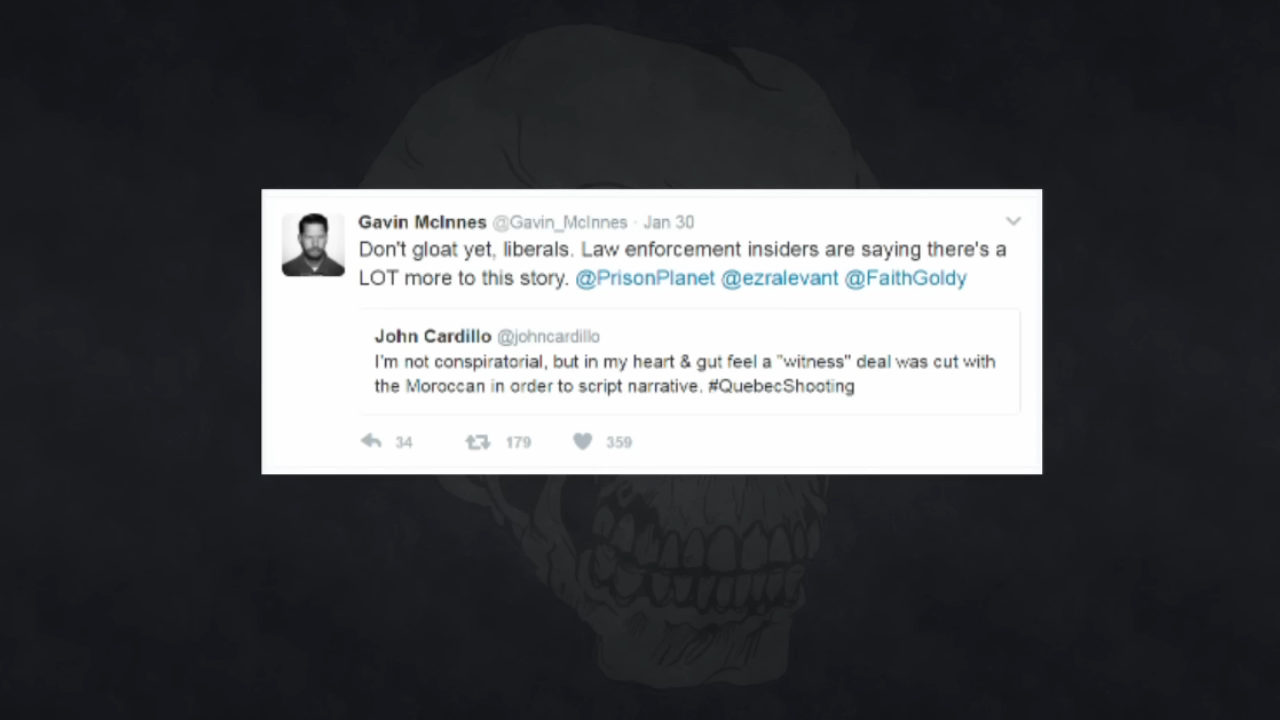 Gavin McInnes @Gavin_McInnes · Jan 30
Don't gloat yet, liberals. Law enforcement insiders are saying there's a
LOT more to this story. @PrisonPlanet @ezralevant @FaithGoldy
John Cardillo @johncardillo
I'm not conspiratorial, but in my heart & gut feel a "witness" deal was cut with
the Moroccan in order to script narrative. #QuebecShooting
34 179 359